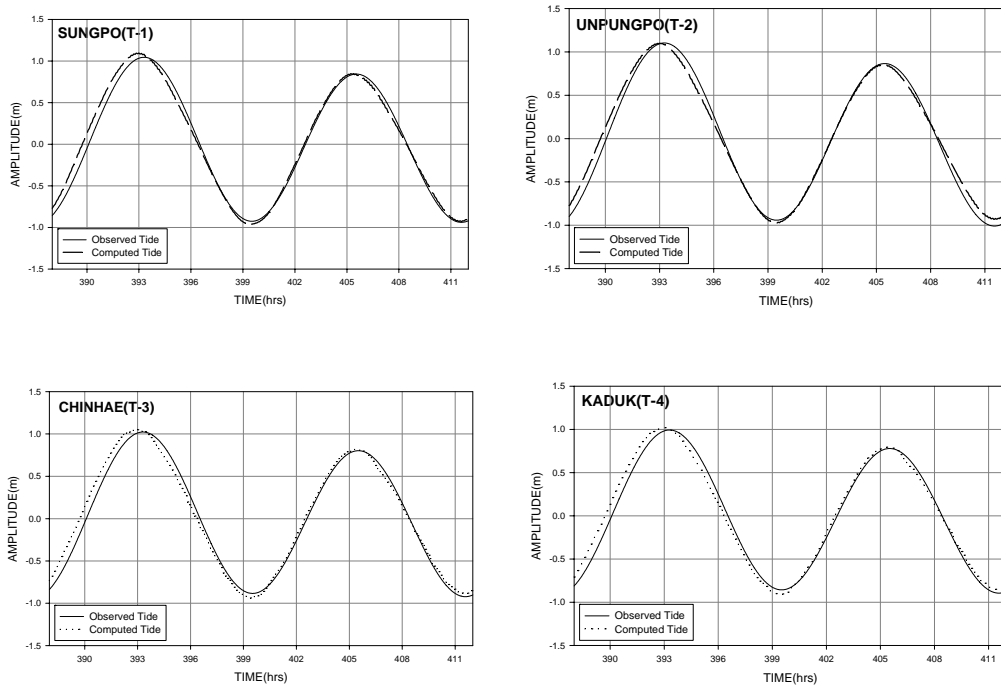 SUNGPO(T-1)
AMPLITUDE(m)
1.5
1.0
0.5
0.0
-0.5
-1.0
-1.5
Observed Tide
Computed Tide
390 393 396 399 402 405 408 411
TIME(hrs)
UNPUNGPO(T-2)
AMPLITUDE(m)
1.5
1.0
0.5
0.0
-0.5
-1.0
-1.5
Observed Tide
Computed Tide
390 393 396 399 402 405 408 411
TIME(hrs)
CHINHAE(T-3)
AMPLITUDE(m)
1.5
1.0
0.5
0.0
-0.5
-1.0
-1.5
Observed Tide
Computed Tide
390 393 396 399 402 405 408 411
TIME(hrs)
KADUK(T-4)
AMPLITUDE(m)
1.5
1.0
0.5
0.0
-0.5
-1.0
-1.5
Observed Tide
Computed Tide
390 393 396 399 402 405 408 411
TIME(hrs)